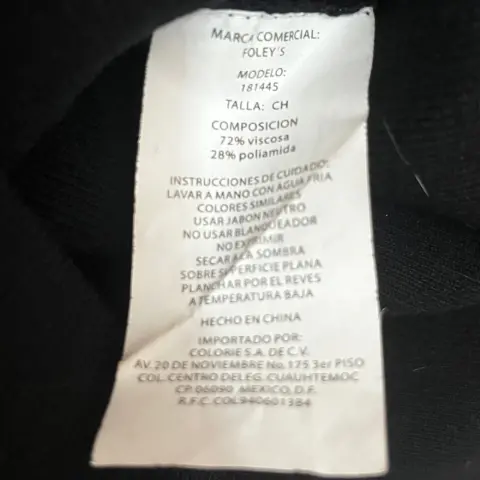 MARCA COMERCIAL:
FOLEY'S
MODELO:
181445
TALLA: CH
COMPOSICION
72% viscosa
28% poliamida
INSTRUCCIONES DE CUIDADO:
LAVAR A MANO CON AGUA FRIA
COLORES SIMILARES
USAR JABON NEUTRO
NO USAR BLANQUEADOR
NO EXPRIMIR
SECAR A LA SOMBRA
SOBRE SUPERFICIE PLANA
PLANCHAR POR EL REVES
A TEMPERATURA BAJA
HECHO EN CHINA
IMPORTADO POR:
COLORIE S.A. DE C.V.
AV. 20 DE NOVIEMBRE No. 175 3er PISO
COL. CENTRO DELEG. CUAUHTEMOC
CP. 06090 MEXICO, D.F.
R.F.C. COL940601384